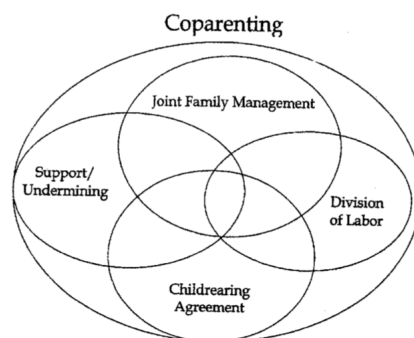 Coparenting
Joint Family Management
Support/
Undermining
Division
of Labor
Childrearing
Agreement